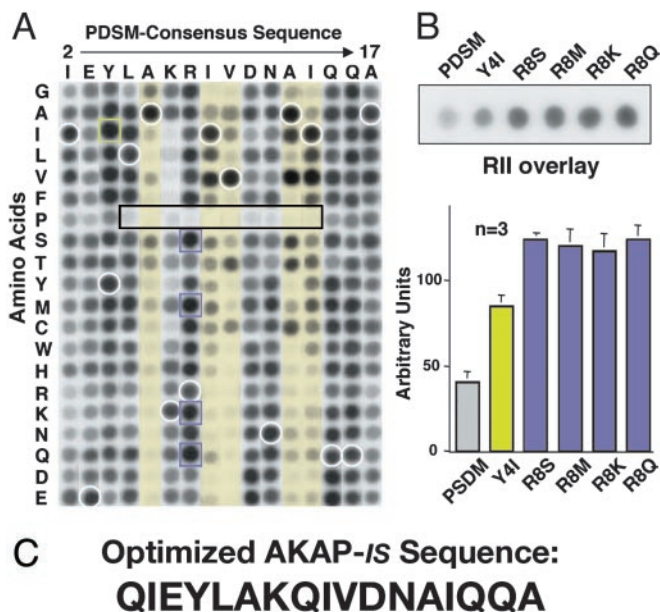 A
PDSM-Consensus Sequence
2 17
I E Y L A K R I V D N A I Q Q A
Amino Acids
G
A
I
L
V
F
P
S
T
Y
M
C
W
H
R
K
N
Q
D
E
B
PDSM Y4I R8S R8M R8K R8Q
RII overlay
n=3
Arbitrary Units
100
50
0
PSDM Y4I R8S R8M R8K R8Q
C Optimized AKAP-IS Sequence:
QIEYLAKQIVDNAIQQA